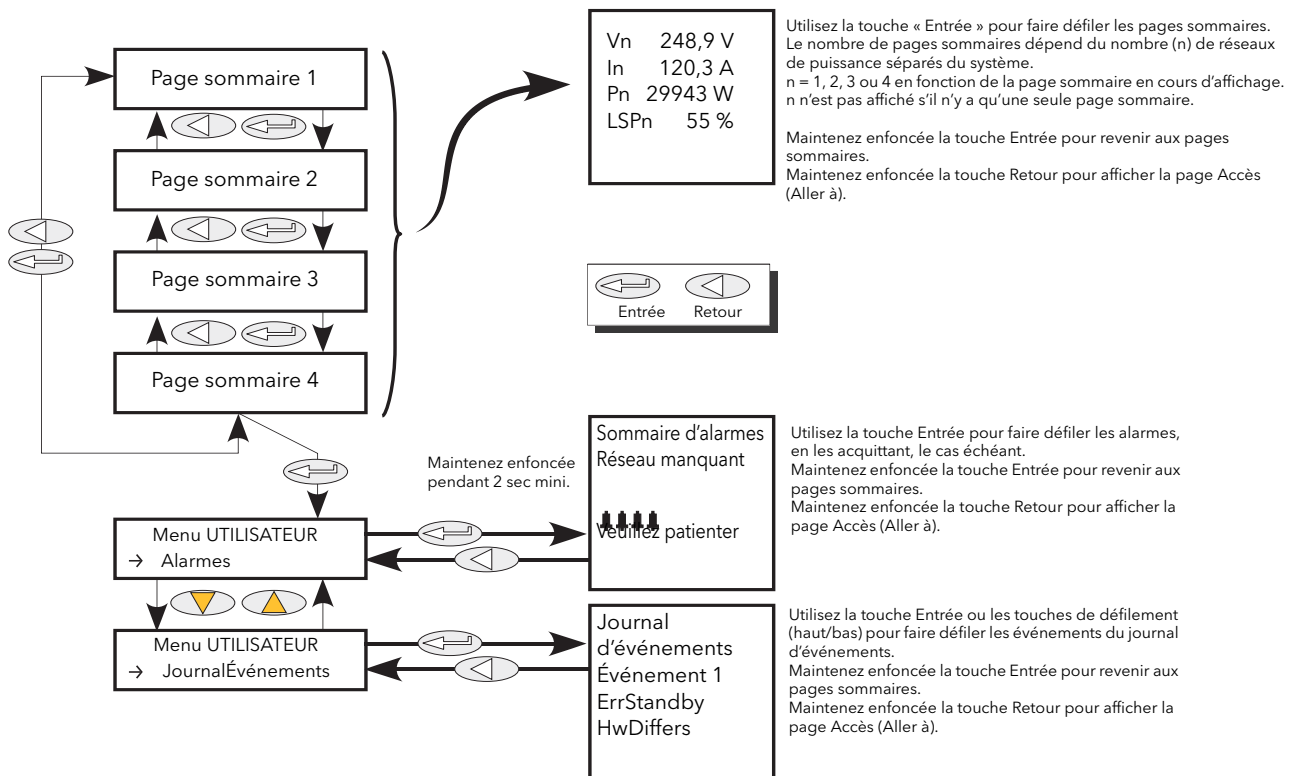 Page sommaire 1
Page sommaire 2
Page sommaire 3
Page sommaire 4
Vn 248,9 V
In 120,3 A
Pn 29943 W
LSPn 55 %
Utilisez la touche « Entrée » pour faire défiler les pages sommaires.
Le nombre de pages sommaires dépend du nombre (n) de réseaux
de puissance séparés du système.
n = 1, 2, 3 ou 4 en fonction de la page sommaire en cours d'affichage.
n n'est pas affiché s'il n'y a qu'une seule page sommaire.
Maintenez enfoncée la touche Entrée pour revenir aux pages
sommaires.
Maintenez enfoncée la touche Retour pour afficher la page Accès
(Aller à).
Entrée Retour
Maintenez enfoncée
pendant 2 sec mini.
Menu UTILISATEUR
→ Alarmes
Sommaire d'alarmes
Réseau manquant
Veuillez patienter
Utilisez la touche Entrée pour faire défiler les alarmes,
en les acquittant, le cas échéant.
Maintenez enfoncée la touche Entrée pour revenir aux
pages sommaires.
Maintenez enfoncée la touche Retour pour afficher la
page Accès (Aller à).
Menu UTILISATEUR
→ JournalÉvénements
Journal
d'événements
Événement 1
ErrStandby
HwDiffers
Utilisez la touche Entrée ou les touches de défilement
(haut/bas) pour faire défiler les événements du journal
d'événements.
Maintenez enfoncée la touche Entrée pour revenir aux
pages sommaires.
Maintenez enfoncée la touche Retour pour afficher la
page Accès (Aller à).